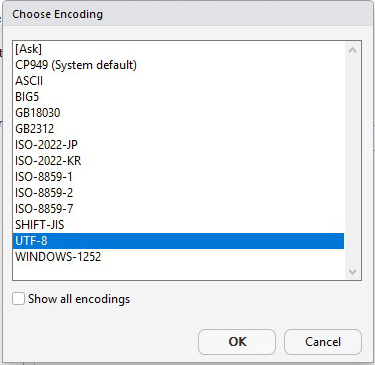 Choose Encoding
[Ask]
CP949 (System default)
ASCII
BIG5
GB18030
GB2312
ISO-2022-JP
ISO-2022-KR
ISO-8859-1
ISO-8859-2
ISO-8859-7
SHIFT-JIS
UTF-8
WINDOWS-1252
Show all encodings
OK
Cancel